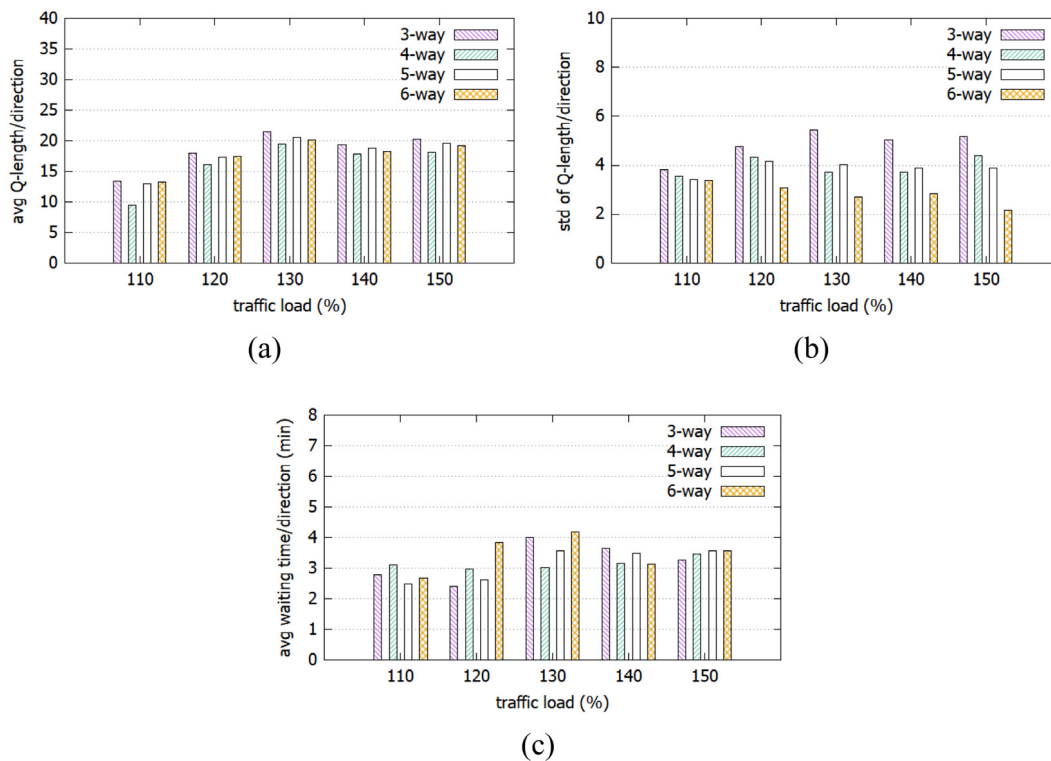 40
35
30
25
20
15
10
5
0
avg Q-length/direction
3-way
4-way
5-way
6-way
110 120 130 140 150
traffic load (%)
(a)
10
8
6
4
2
0
std of Q-length/direction
3-way
4-way
5-way
6-way
110 120 130 140 150
traffic load (%)
(b)
8
7
6
5
4
3
2
1
0
avg waiting time/direction (min)
3-way
4-way
5-way
6-way
110 120 130 140 150
traffic load (%)
(c)